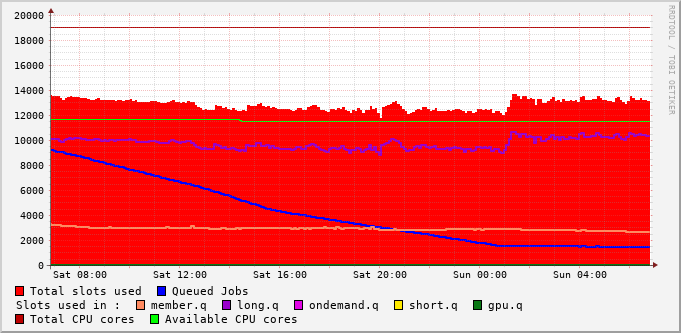 RRDTOOL / TOBI OETIKER
20000
18000
16000
14000
12000
10000
8000
6000
4000
2000
0
Sat 08:00 Sat 12:00 Sat 16:00 Sat 20:00 Sun 00:00 Sun 04:00
Total slots used Queued Jobs
Slots used in : member.q long.q ondemand.q short.q gpu.q
Total CPU cores Available CPU cores